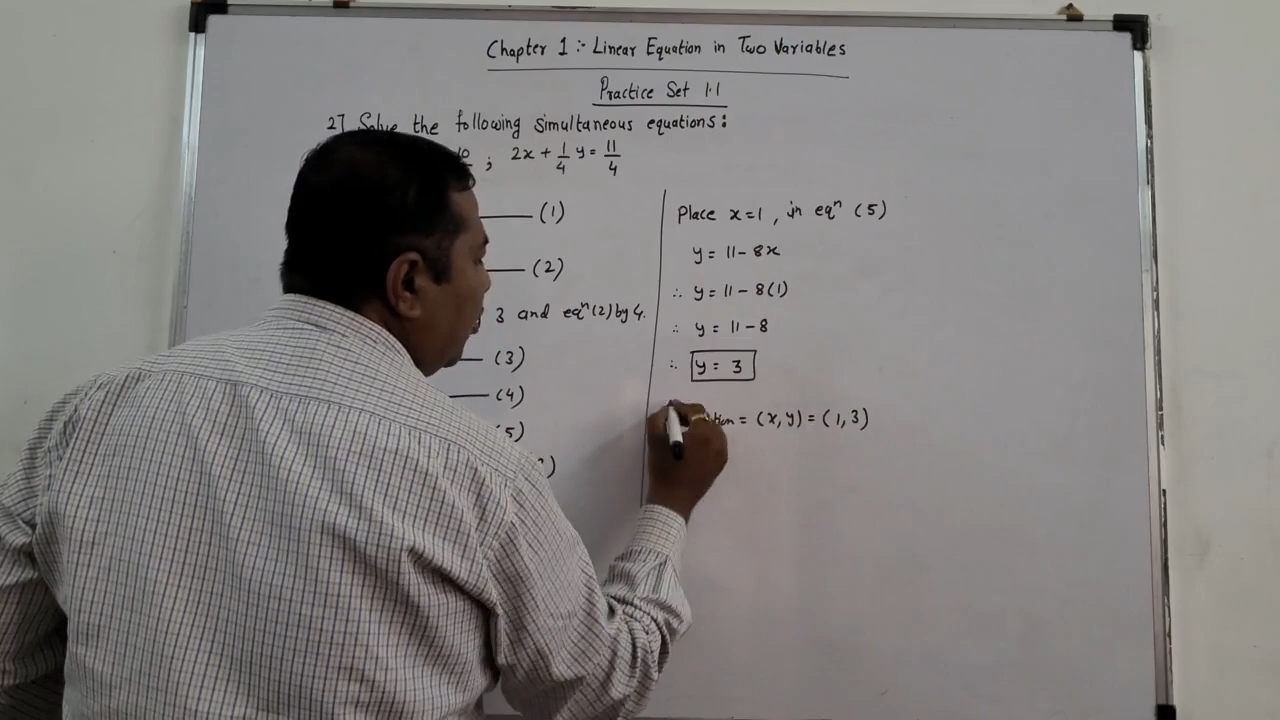 Chapter 1 :- Linear Equation in Two Variables
Practice Set 1.1
2] Solve the following simultaneous equations:
10 ; 2x + 1/4 y = 11/4
(1)
(2)
3 and eqⁿ (2) by 4.
(3)
(4)
5)
)
Place x=1 , in eqⁿ (5)
y = 11 - 8x
∴ y = 11 - 8(1)
∴ y = 11 - 8
∴ y = 3
= (x, y) = (1, 3)